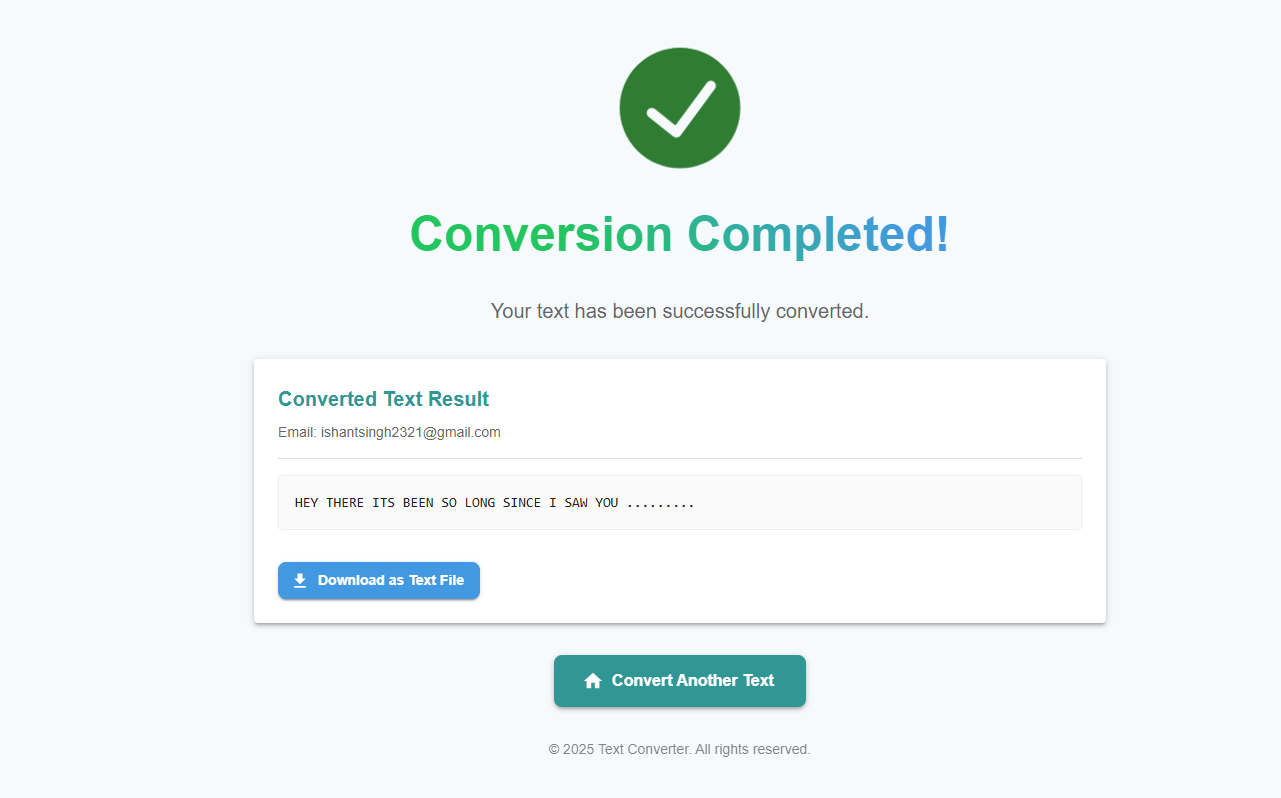 Conversion Completed!
Your text has been successfully converted.
Converted Text Result
Email: ishantsingh2321@gmail.com
HEY THERE ITS BEEN SO LONG SINCE I SAW YOU .........
Download as Text File
Convert Another Text
© 2025 Text Converter. All rights reserved.